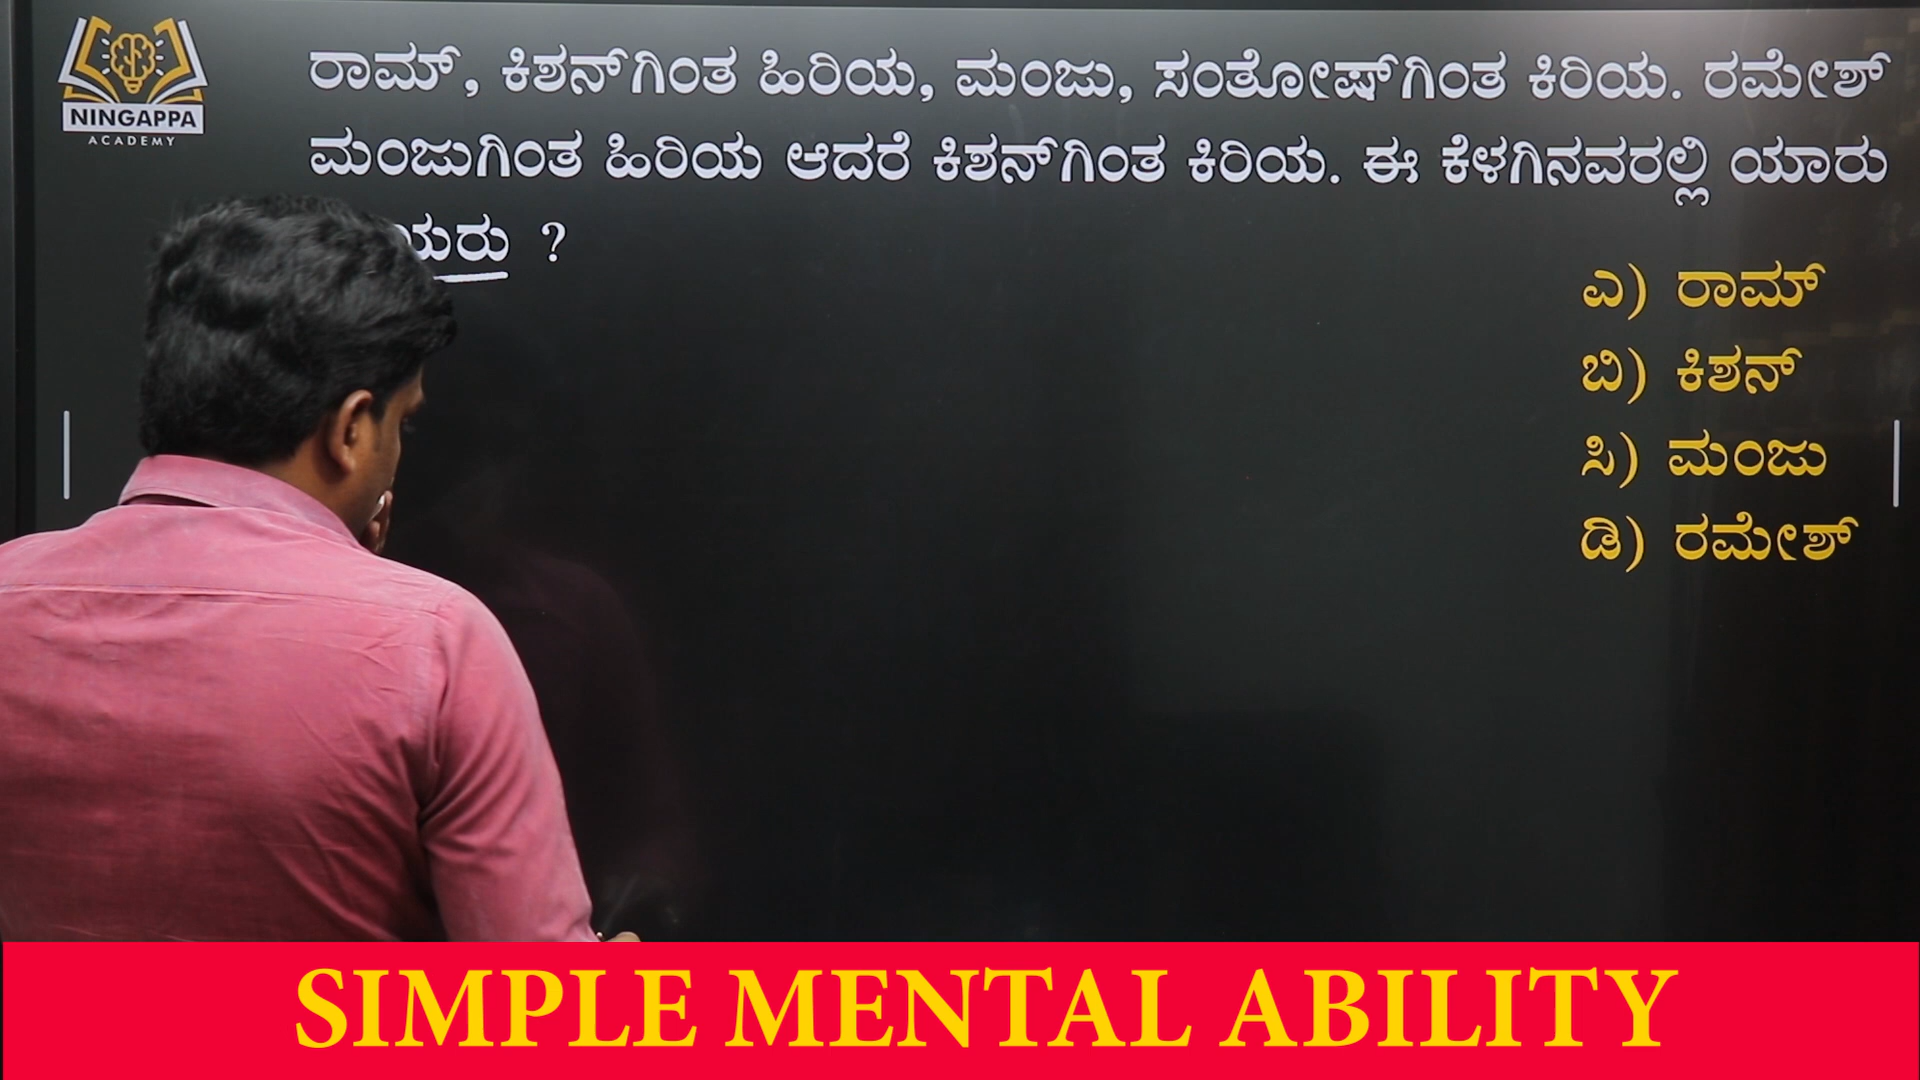 NINGAPPA
ACADEMY
ರಾಮ್, ಕಿಶನ್‌ಗಿಂತ ಹಿರಿಯ, ಮಂಜು, ಸಂತೋಷ್‌ಗಿಂತ ಕಿರಿಯ. ರಮೇಶ್
ಮಂಜುಗಿಂತ ಹಿರಿಯ ಆದರೆ ಕಿಶನ್‌ಗಿಂತ ಕಿರಿಯ. ಈ ಕೆಳಗಿನವರಲ್ಲಿ ಯಾರು
?
ಎ) ರಾಮ್
ಬಿ) ಕಿಶನ್
ಸಿ) ಮಂಜು
ಡಿ) ರಮೇಶ್
SIMPLE MENTAL ABILITY